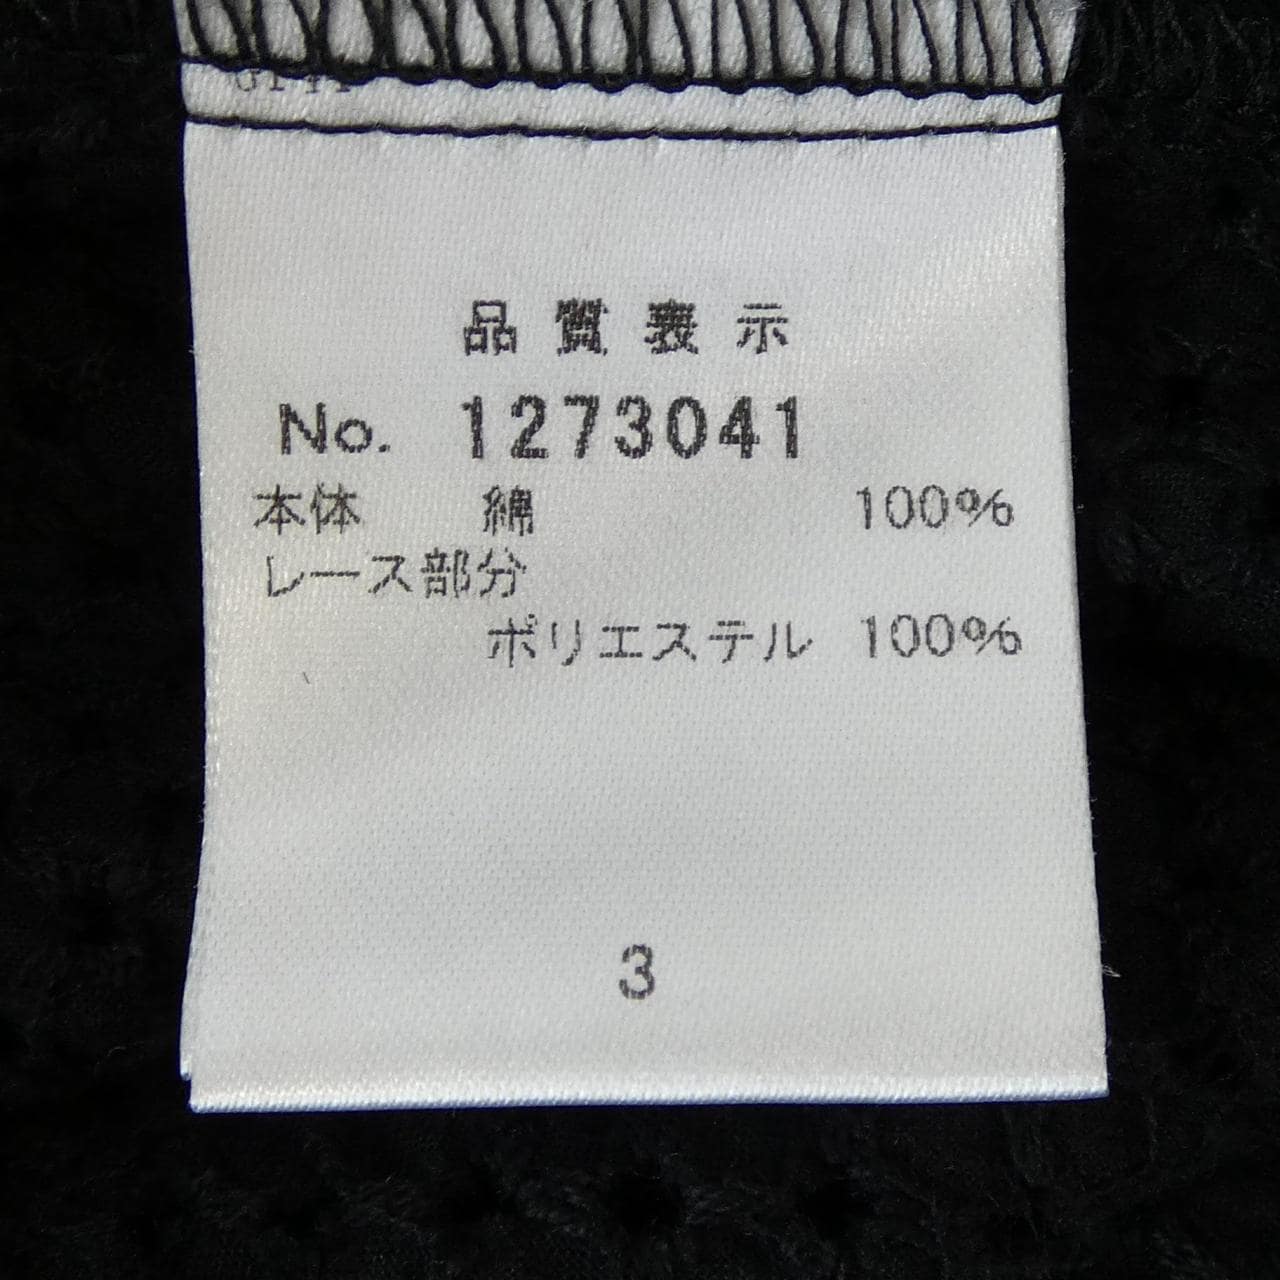 品質表示
No. 1273041
本体 綿 100%
レース部分
ポリエステル 100%
3